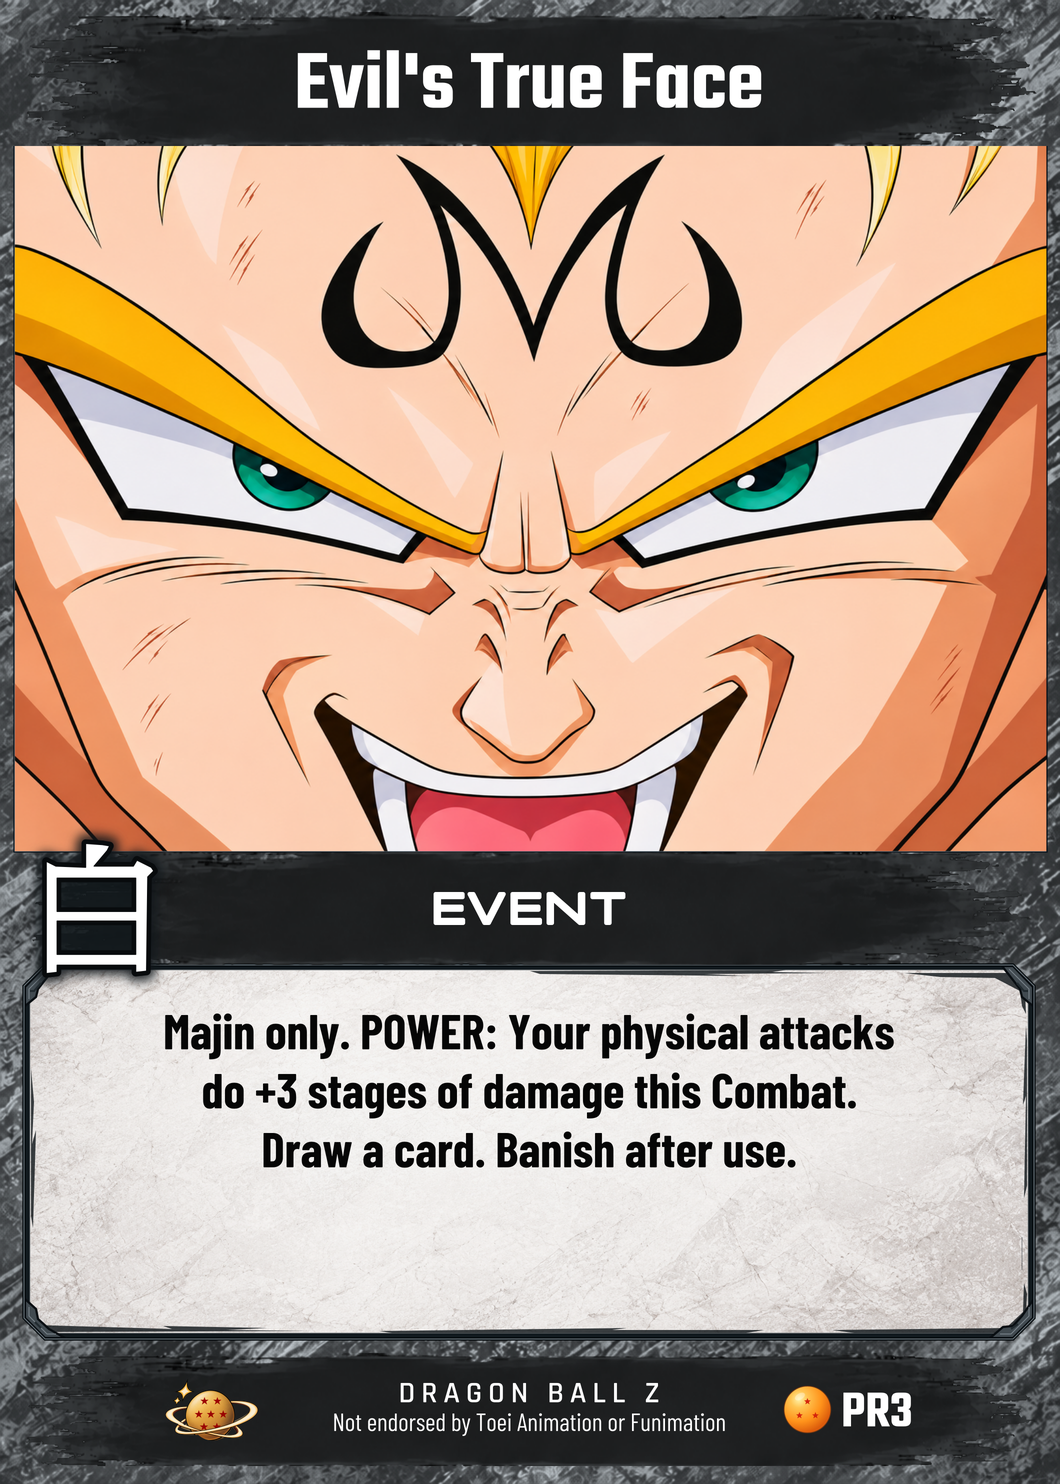 Evil's True Face
白
EVENT
Majin only. POWER: Your physical attacks
do +3 stages of damage this Combat.
Draw a card. Banish after use.
DRAGON BALL Z
Not endorsed by Toei Animation or Funimation
PR3